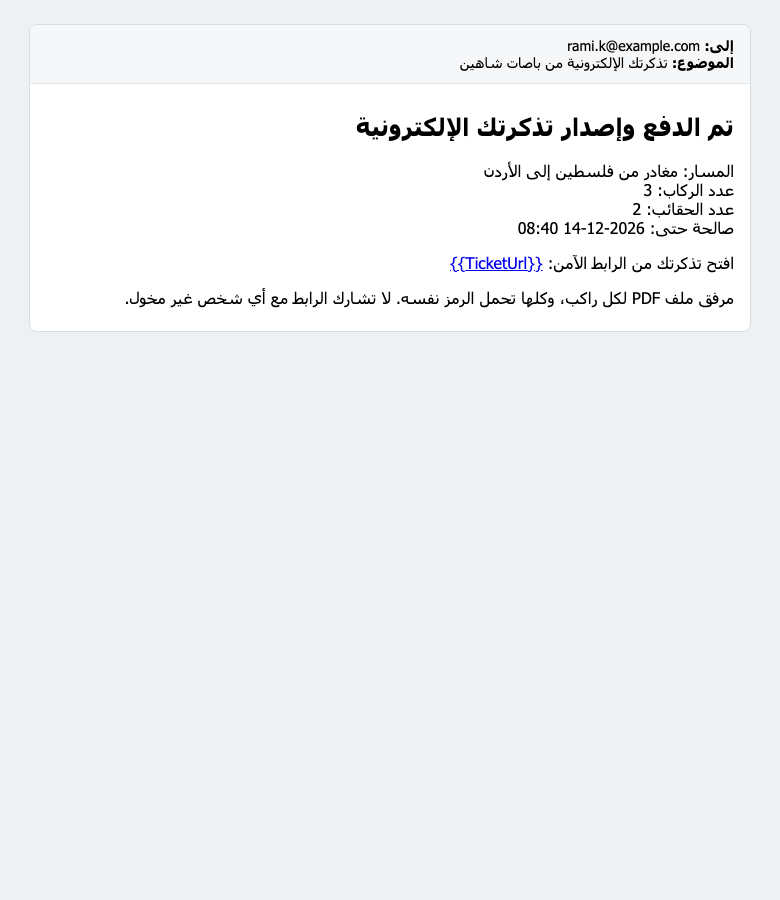 إلى: rami.k@example.com
الموضوع: تذكرتك الإلكترونية من باصات شاهين
تم الدفع وإصدار تذكرتك الإلكترونية
المسار: مغادر من فلسطين إلى الأردن
عدد الركاب: 3
عدد الحقائب: 2
صالحة حتى: 2026-12-14 08:40
افتح تذكرتك من الرابط الآمن: {{TicketUrl}}
مرفق ملف PDF لكل راكب، وكلها تحمل الرمز نفسه. لا تشارك الرابط مع أي شخص غير مخول.